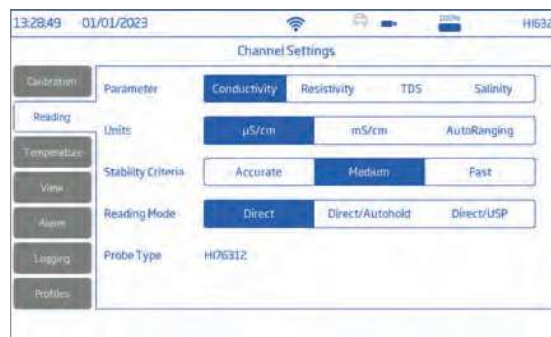 13:28:49 01/01/2023 100% HI632
Channel Settings
Calibration
Parameter Conductivity Resistivity TDS Salinity
Reading
Units µS/cm mS/cm AutoRanging
Temperature
Stability Criteria Accurate Medium Fast
View
Alarm
Reading Mode Direct Direct/Autohold Direct/USP
Logging
Probe Type HI76312
Profiles